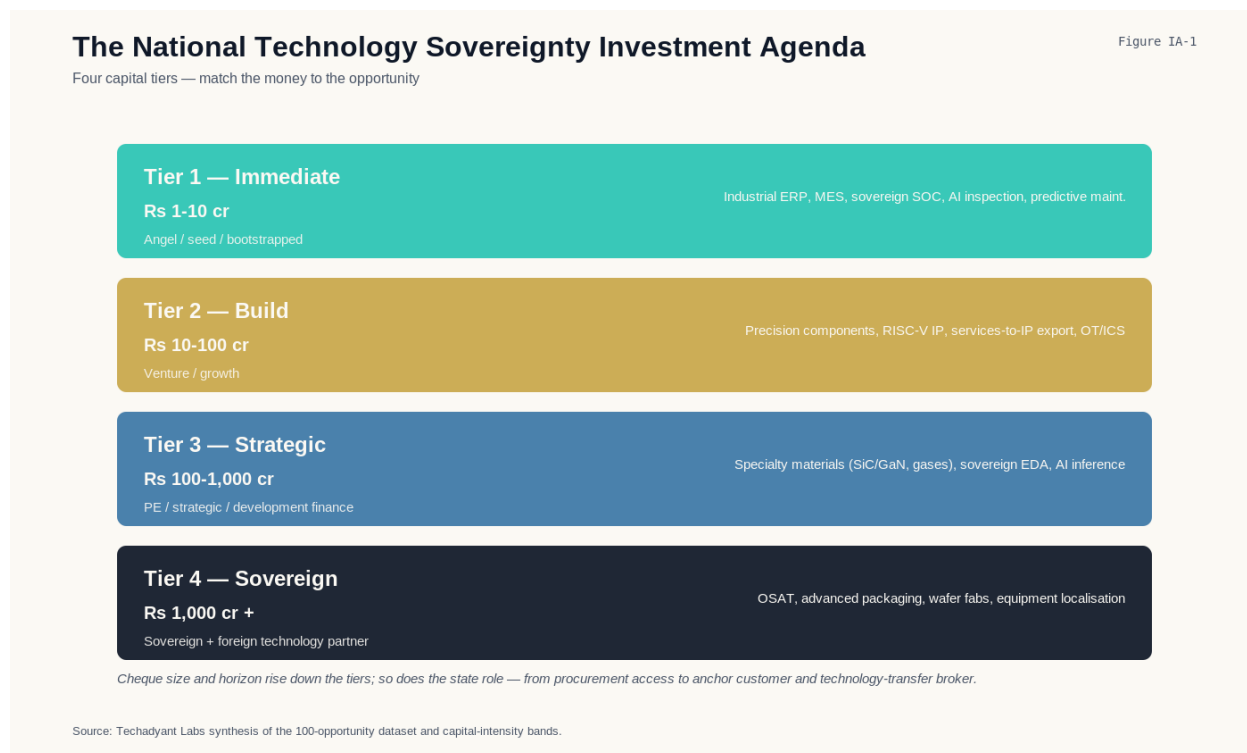 The National Technology Sovereignty Investment Agenda
Figure IA-1
Four capital tiers — match the money to the opportunity
Tier 1 — Immediate
Rs 1-10 cr
Angel / seed / bootstrapped
Industrial ERP, MES, sovereign SOC, AI inspection, predictive maint.
Tier 2 — Build
Rs 10-100 cr
Venture / growth
Precision components, RISC-V IP, services-to-IP export, OT/ICS
Tier 3 — Strategic
Rs 100-1,000 cr
PE / strategic / development finance
Specialty materials (SiC/GaN, gases), sovereign EDA, AI inference
Tier 4 — Sovereign
Rs 1,000 cr +
Sovereign + foreign technology partner
OSAT, advanced packaging, wafer fabs, equipment localisation
Cheque size and horizon rise down the tiers; so does the state role — from procurement access to anchor customer and technology-transfer broker.
Source: Techadyant Labs synthesis of the 100-opportunity dataset and capital-intensity bands.